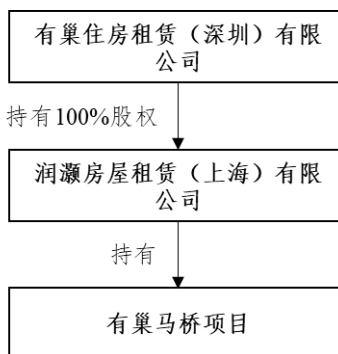 有巢住房租赁（深圳）有限
公司
持有100%股权
润灏房屋租赁（上海）有限
公司
持有
有巢马桥项目